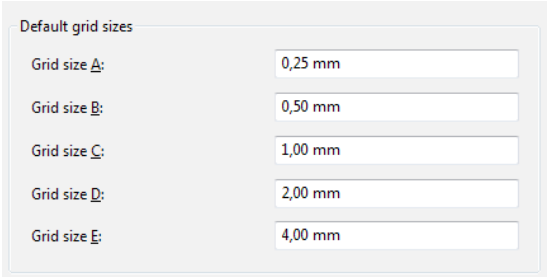 Default grid sizes
Grid size A: 0,25 mm
Grid size B: 0,50 mm
Grid size C: 1,00 mm
Grid size D: 2,00 mm
Grid size E: 4,00 mm